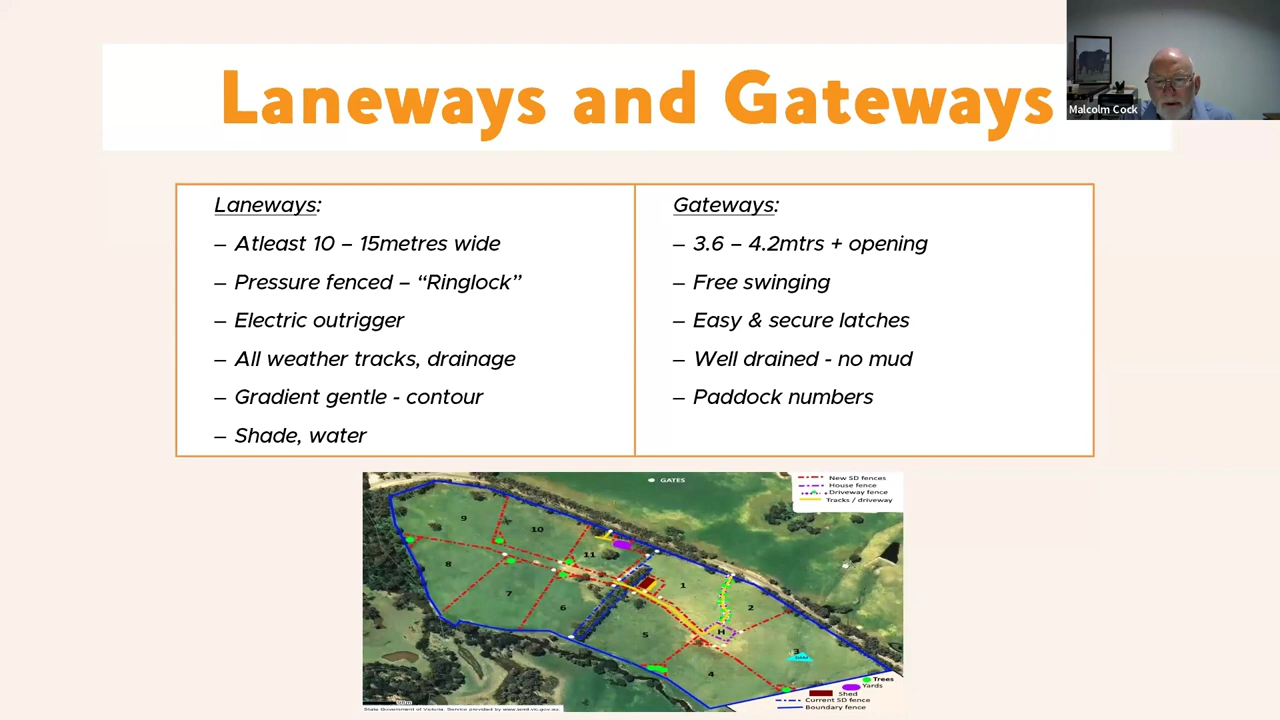 Laneways and Gateways
Malcolm Cock
Laneways:
– Atleast 10 – 15metres wide
– Pressure fenced – “Ringlock”
– Electric outrigger
– All weather tracks, drainage
– Gradient gentle - contour
– Shade, water
Gateways:
– 3.6 – 4.2mtrs + opening
– Free swinging
– Easy & secure latches
– Well drained - no mud
– Paddock numbers
GATES
New SD fences
House fence
Driveway fence
Tracks / driveway
9
10
11
8
7
6
1
2
5
H
3
4
Trees
Yards
Shed
Current SD fence
Boundary fence